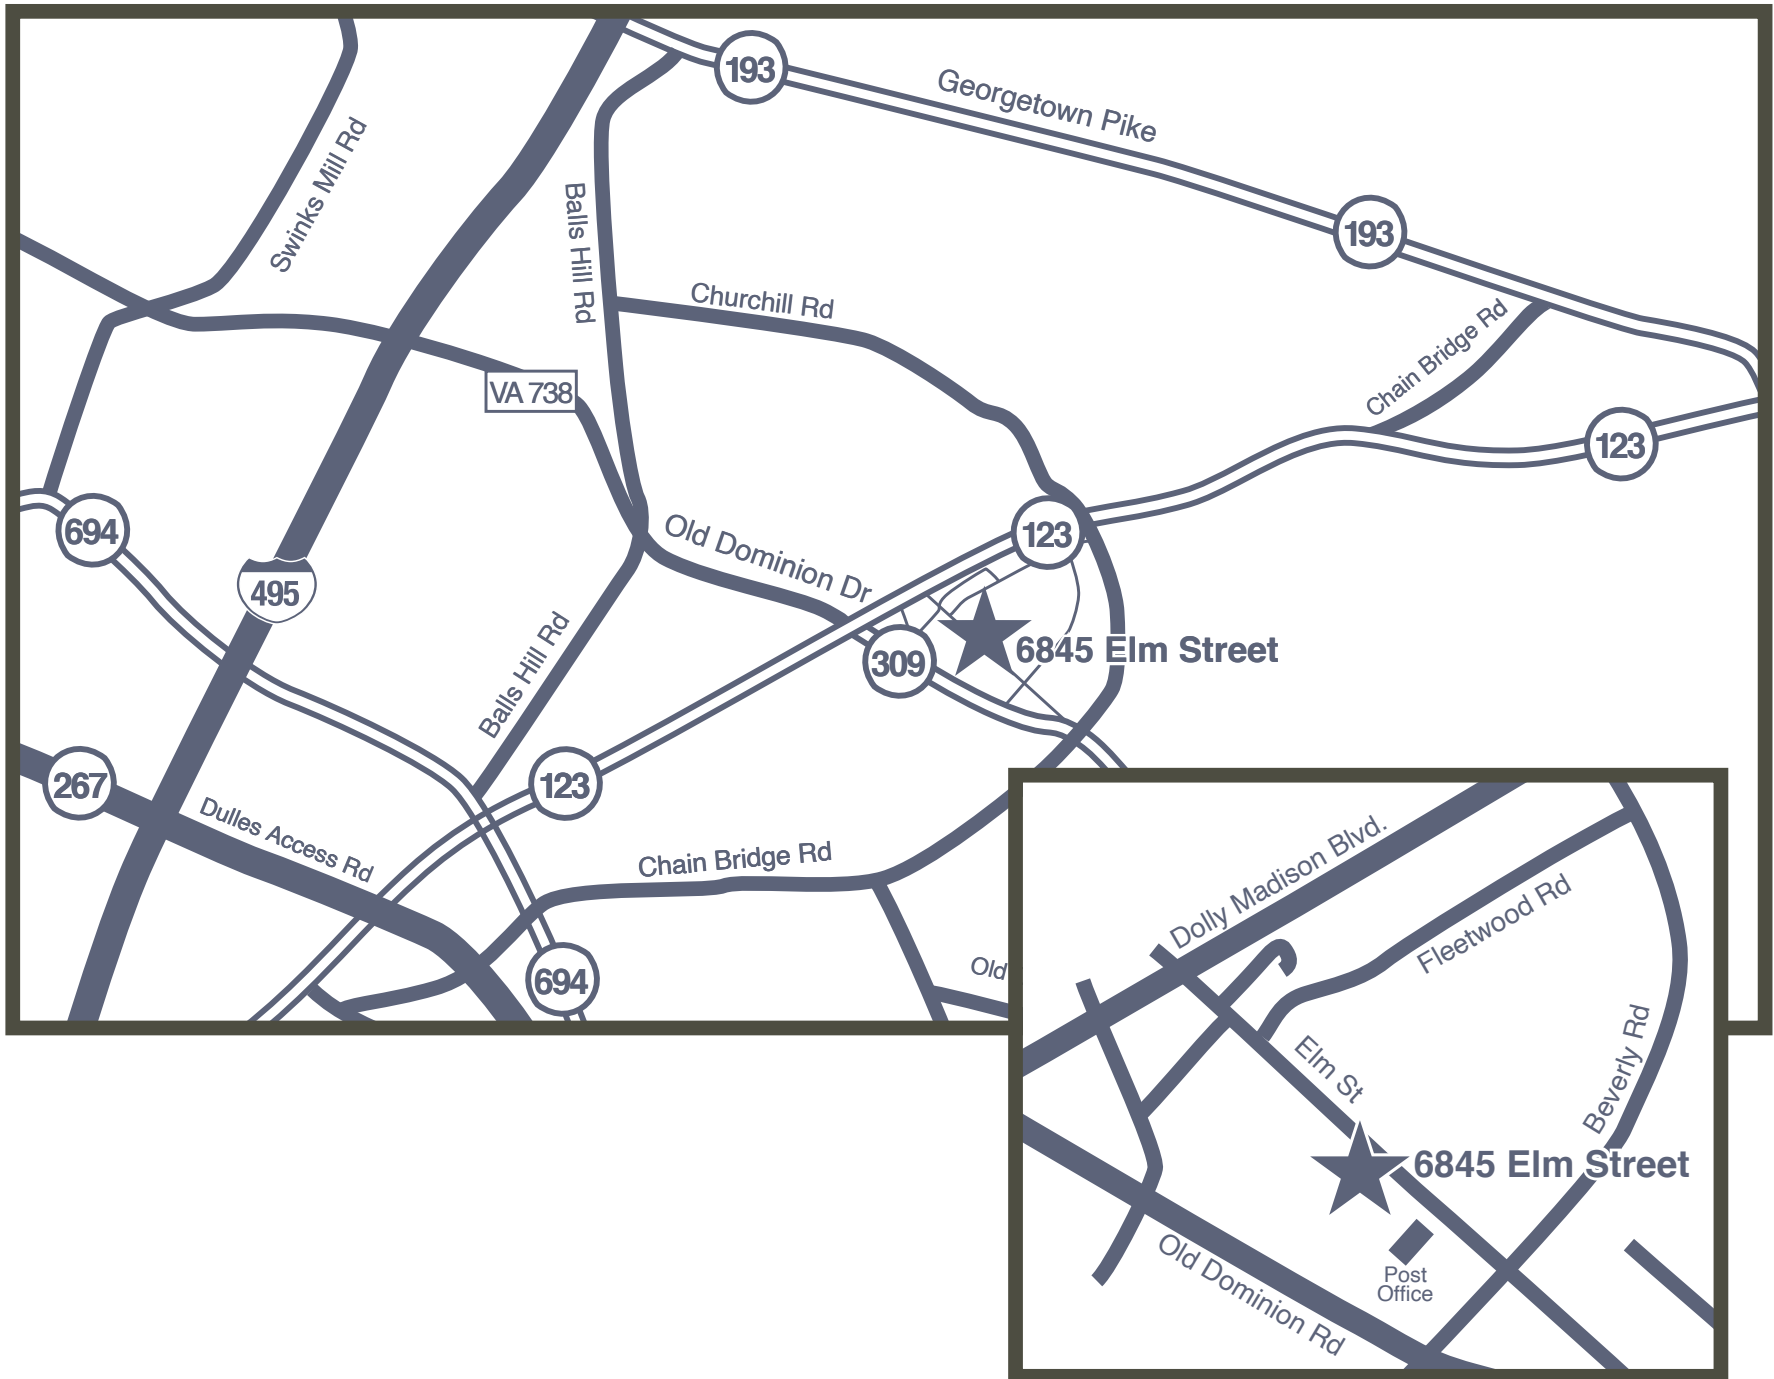 193
Georgetown Pike
Swinks Mill Rd
Balls Hill Rd
193
Churchill Rd
Chain Bridge Rd
VA 738
123
694
Old Dominion Dr
123
495
6845 Elm Street
309
Balls Hill Rd
267
123
Dulles Access Rd
Chain Bridge Rd
694
Old
Dolly Madison Blvd.
Fleetwood Rd
Elm St
Beverly Rd
6845 Elm Street
Post
Office
Old Dominion Rd